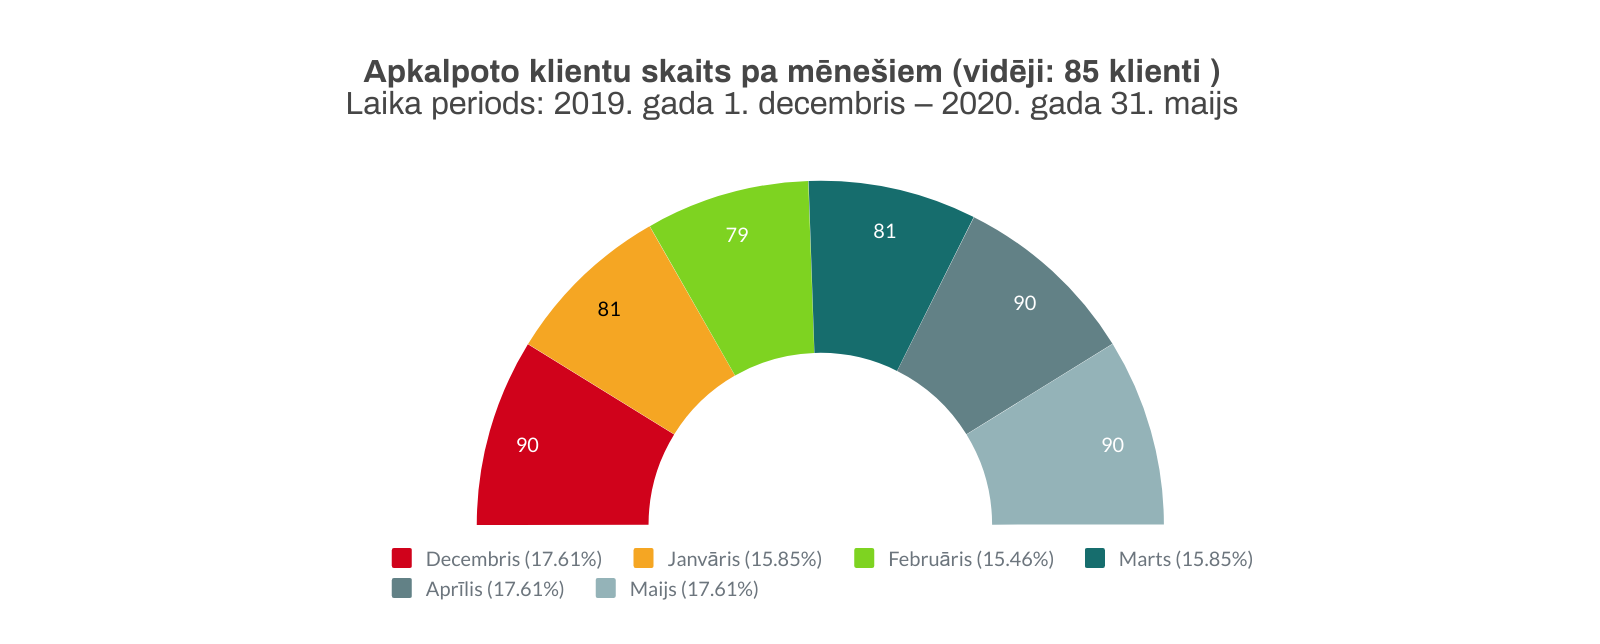 Apkalpoto klientu skaits pa mēnešiem (vidēji: 85 klienti )
Laika periods: 2019. gada 1. decembris – 2020. gada 31. maijs
79
81
81
90
90
90
Decembris (17.61%) Janvāris (15.85%) Februāris (15.46%) Marts (15.85%)
Aprīlis (17.61%) Maijs (17.61%)